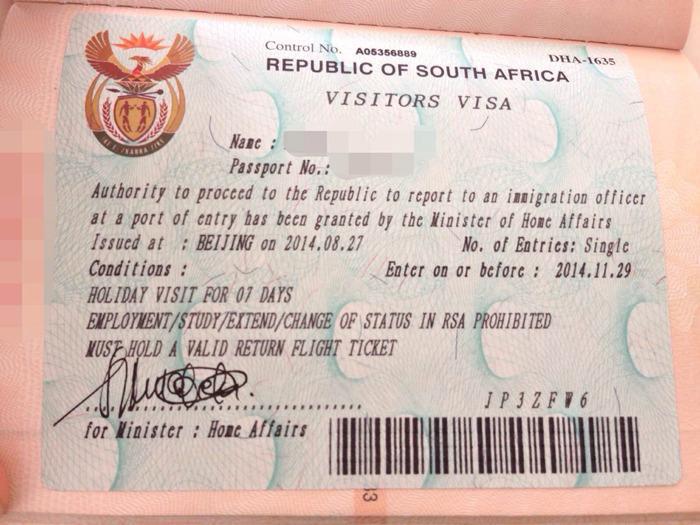 Control No. A05356889
DHA-1635
REPUBLIC OF SOUTH AFRICA
VISITORS VISA
Name :
Passport No.:
Authority to proceed to the Republic to report to an immigration officer
at a port of entry has been granted by the Minister of Home Affairs
Issued at : BEIJING on 2014.08.27 No. of Entries: Single
Conditions : Enter on or before : 2014.11.29
HOLIDAY VISIT FOR 07 DAYS
EMPLOYMENT/STUDY/EXTEND/CHANGE OF STATUS IN RSA PROHIBITED
MUST HOLD A VALID RETURN FLIGHT TICKET
JP3ZFW6
for Minister : Home Affairs